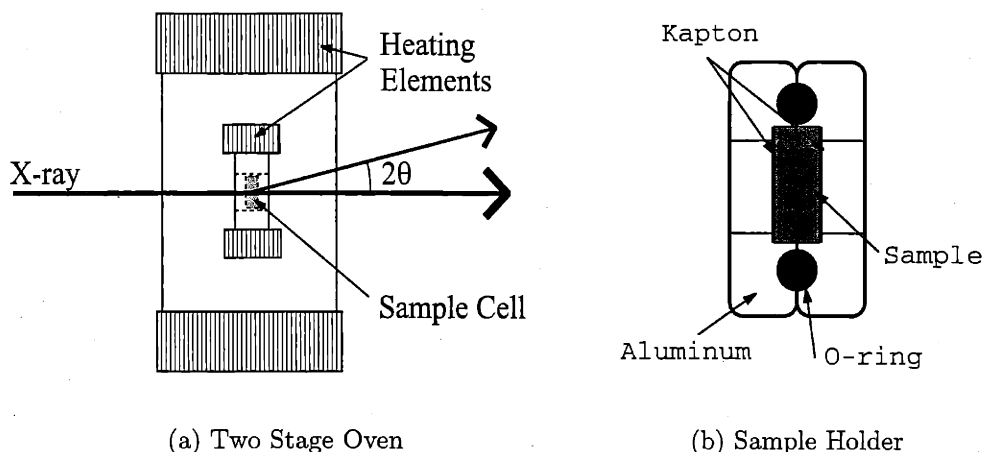 Heating
Elements
X-ray
2θ
Sample Cell
(a) Two Stage Oven
Kapton
Sample
Aluminum
O-ring
(b) Sample Holder